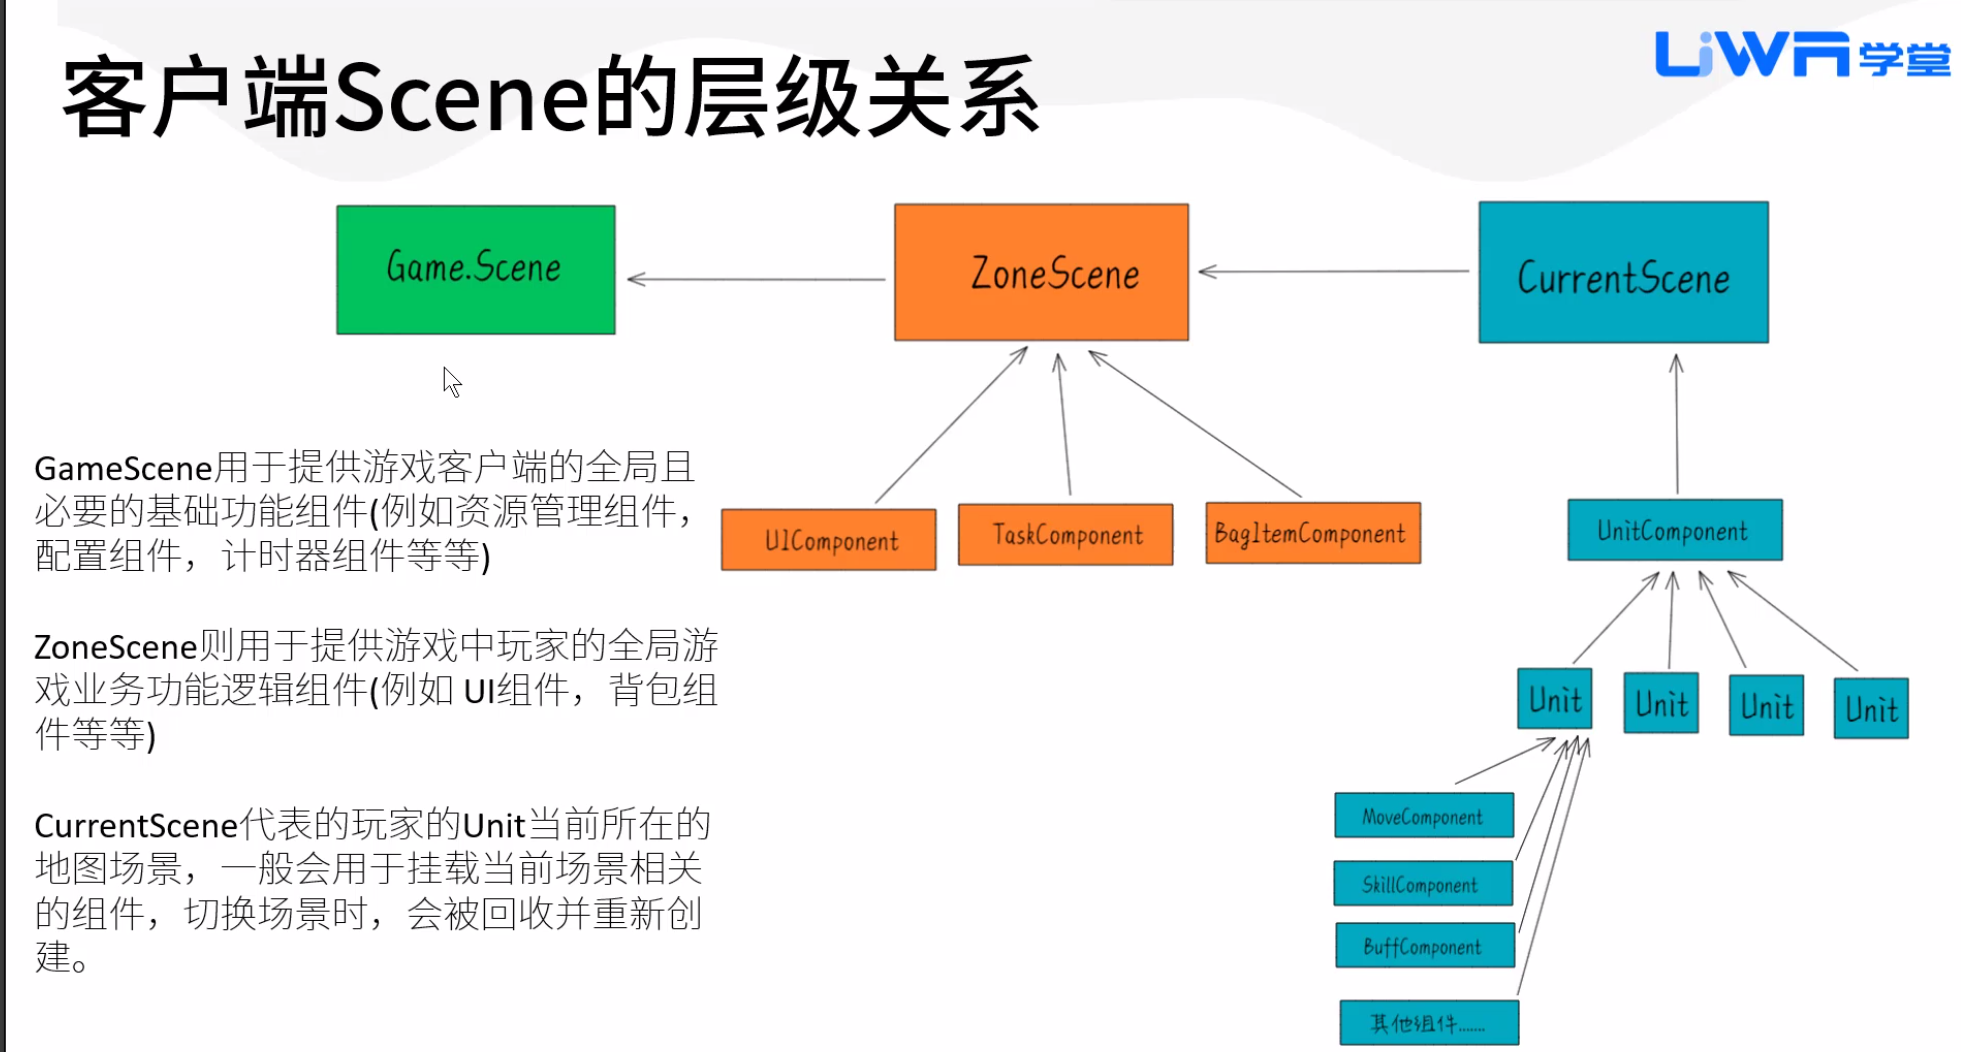 客户端Scene的层级关系
UWA学堂
Game.Scene
ZoneScene
CurrentScene
GameScene用于提供游戏客户端的全局且
必要的基础功能组件(例如资源管理组件，
配置组件，计时器组件等等)
ZoneScene则用于提供游戏中玩家的全局游
戏业务功能逻辑组件(例如 UI组件，背包组
件等等)
CurrentScene代表的玩家的Unit当前所在的
地图场景，一般会用于挂载当前场景相关
的组件，切换场景时，会被回收并重新创
建。
UIComponent
TaskComponent
BagItemComponent
UnitComponent
Unit
Unit
Unit
Unit
MoveComponent
SkillComponent
BuffComponent
其他组件......